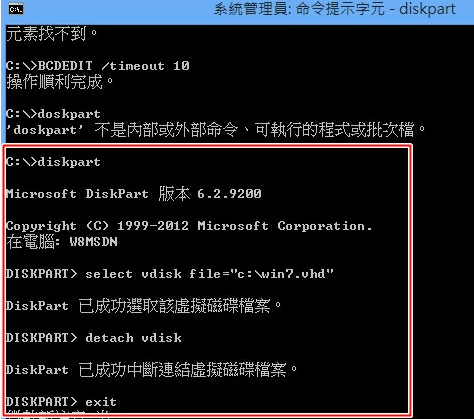 系統管理員: 命令提示字元 - diskpart
元素找不到。
C:\>BCDEDIT /timeout 10
操作順利完成。
C:\>doskpart
'doskpart' 不是內部或外部命令、可執行的程式或批次檔。
C:\>diskpart
Microsoft DiskPart 版本 6.2.9200
Copyright (C) 1999-2012 Microsoft Corporation.
在電腦: W8MSDN
DISKPART> select vdisk file="c:\win7.vhd"
DiskPart 已成功選取該虛擬磁碟檔案。
DISKPART> detach vdisk
DiskPart 已成功中斷連結虛擬磁碟檔案。
DISKPART> exit